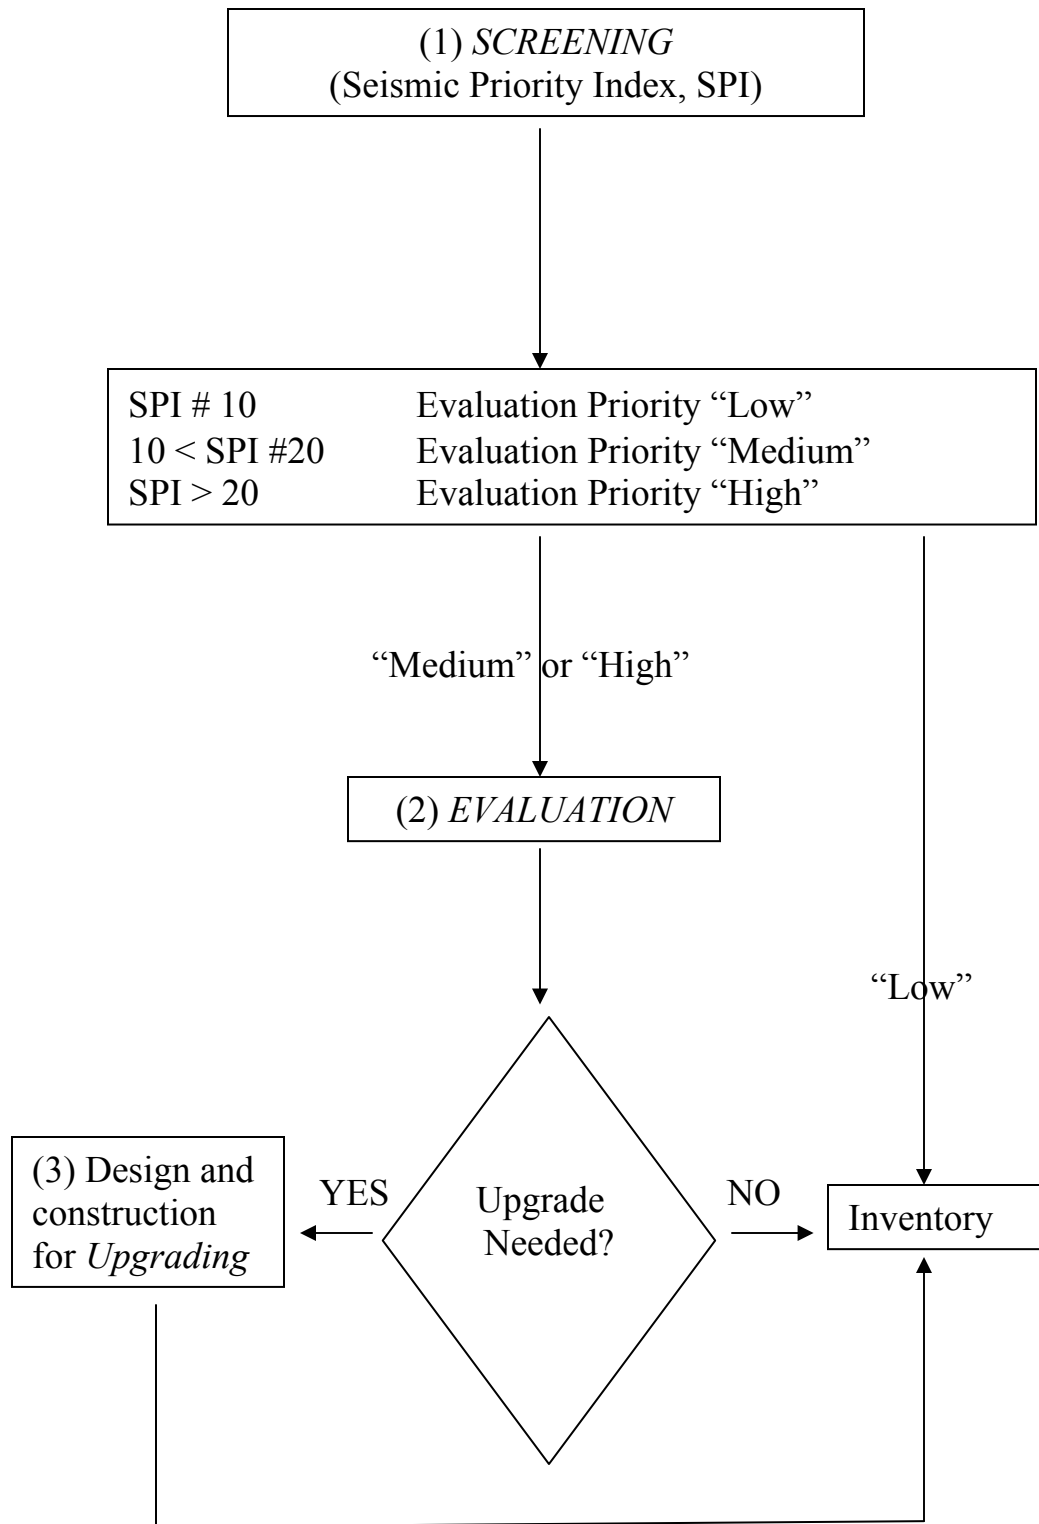 (1) SCREENING
(Seismic Priority Index, SPI)
SPI # 10 Evaluation Priority “Low”
10 < SPI #20 Evaluation Priority “Medium”
SPI > 20 Evaluation Priority “High”
“Medium” or “High”
(2) EVALUATION
“Low”
(3) Design and
construction
for Upgrading
YES
Upgrade
Needed?
NO
Inventory